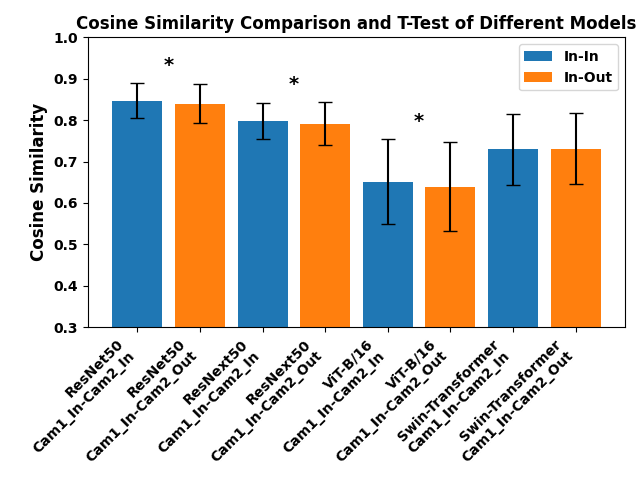 Cosine Similarity Comparison and T-Test of Different Models
Cosine Similarity
1.0
0.9
0.8
0.7
0.6
0.5
0.4
0.3
*
*
*
In-In
In-Out
ResNet50
Cam1_In-Cam2_In
ResNet50
Cam1_In-Cam2_Out
ResNext50
Cam1_In-Cam2_In
ResNext50
Cam1_In-Cam2_Out
ViT-B/16
Cam1_In-Cam2_In
ViT-B/16
Cam1_In-Cam2_Out
Swin-Transformer
Cam1_In-Cam2_In
Swin-Transformer
Cam1_In-Cam2_Out